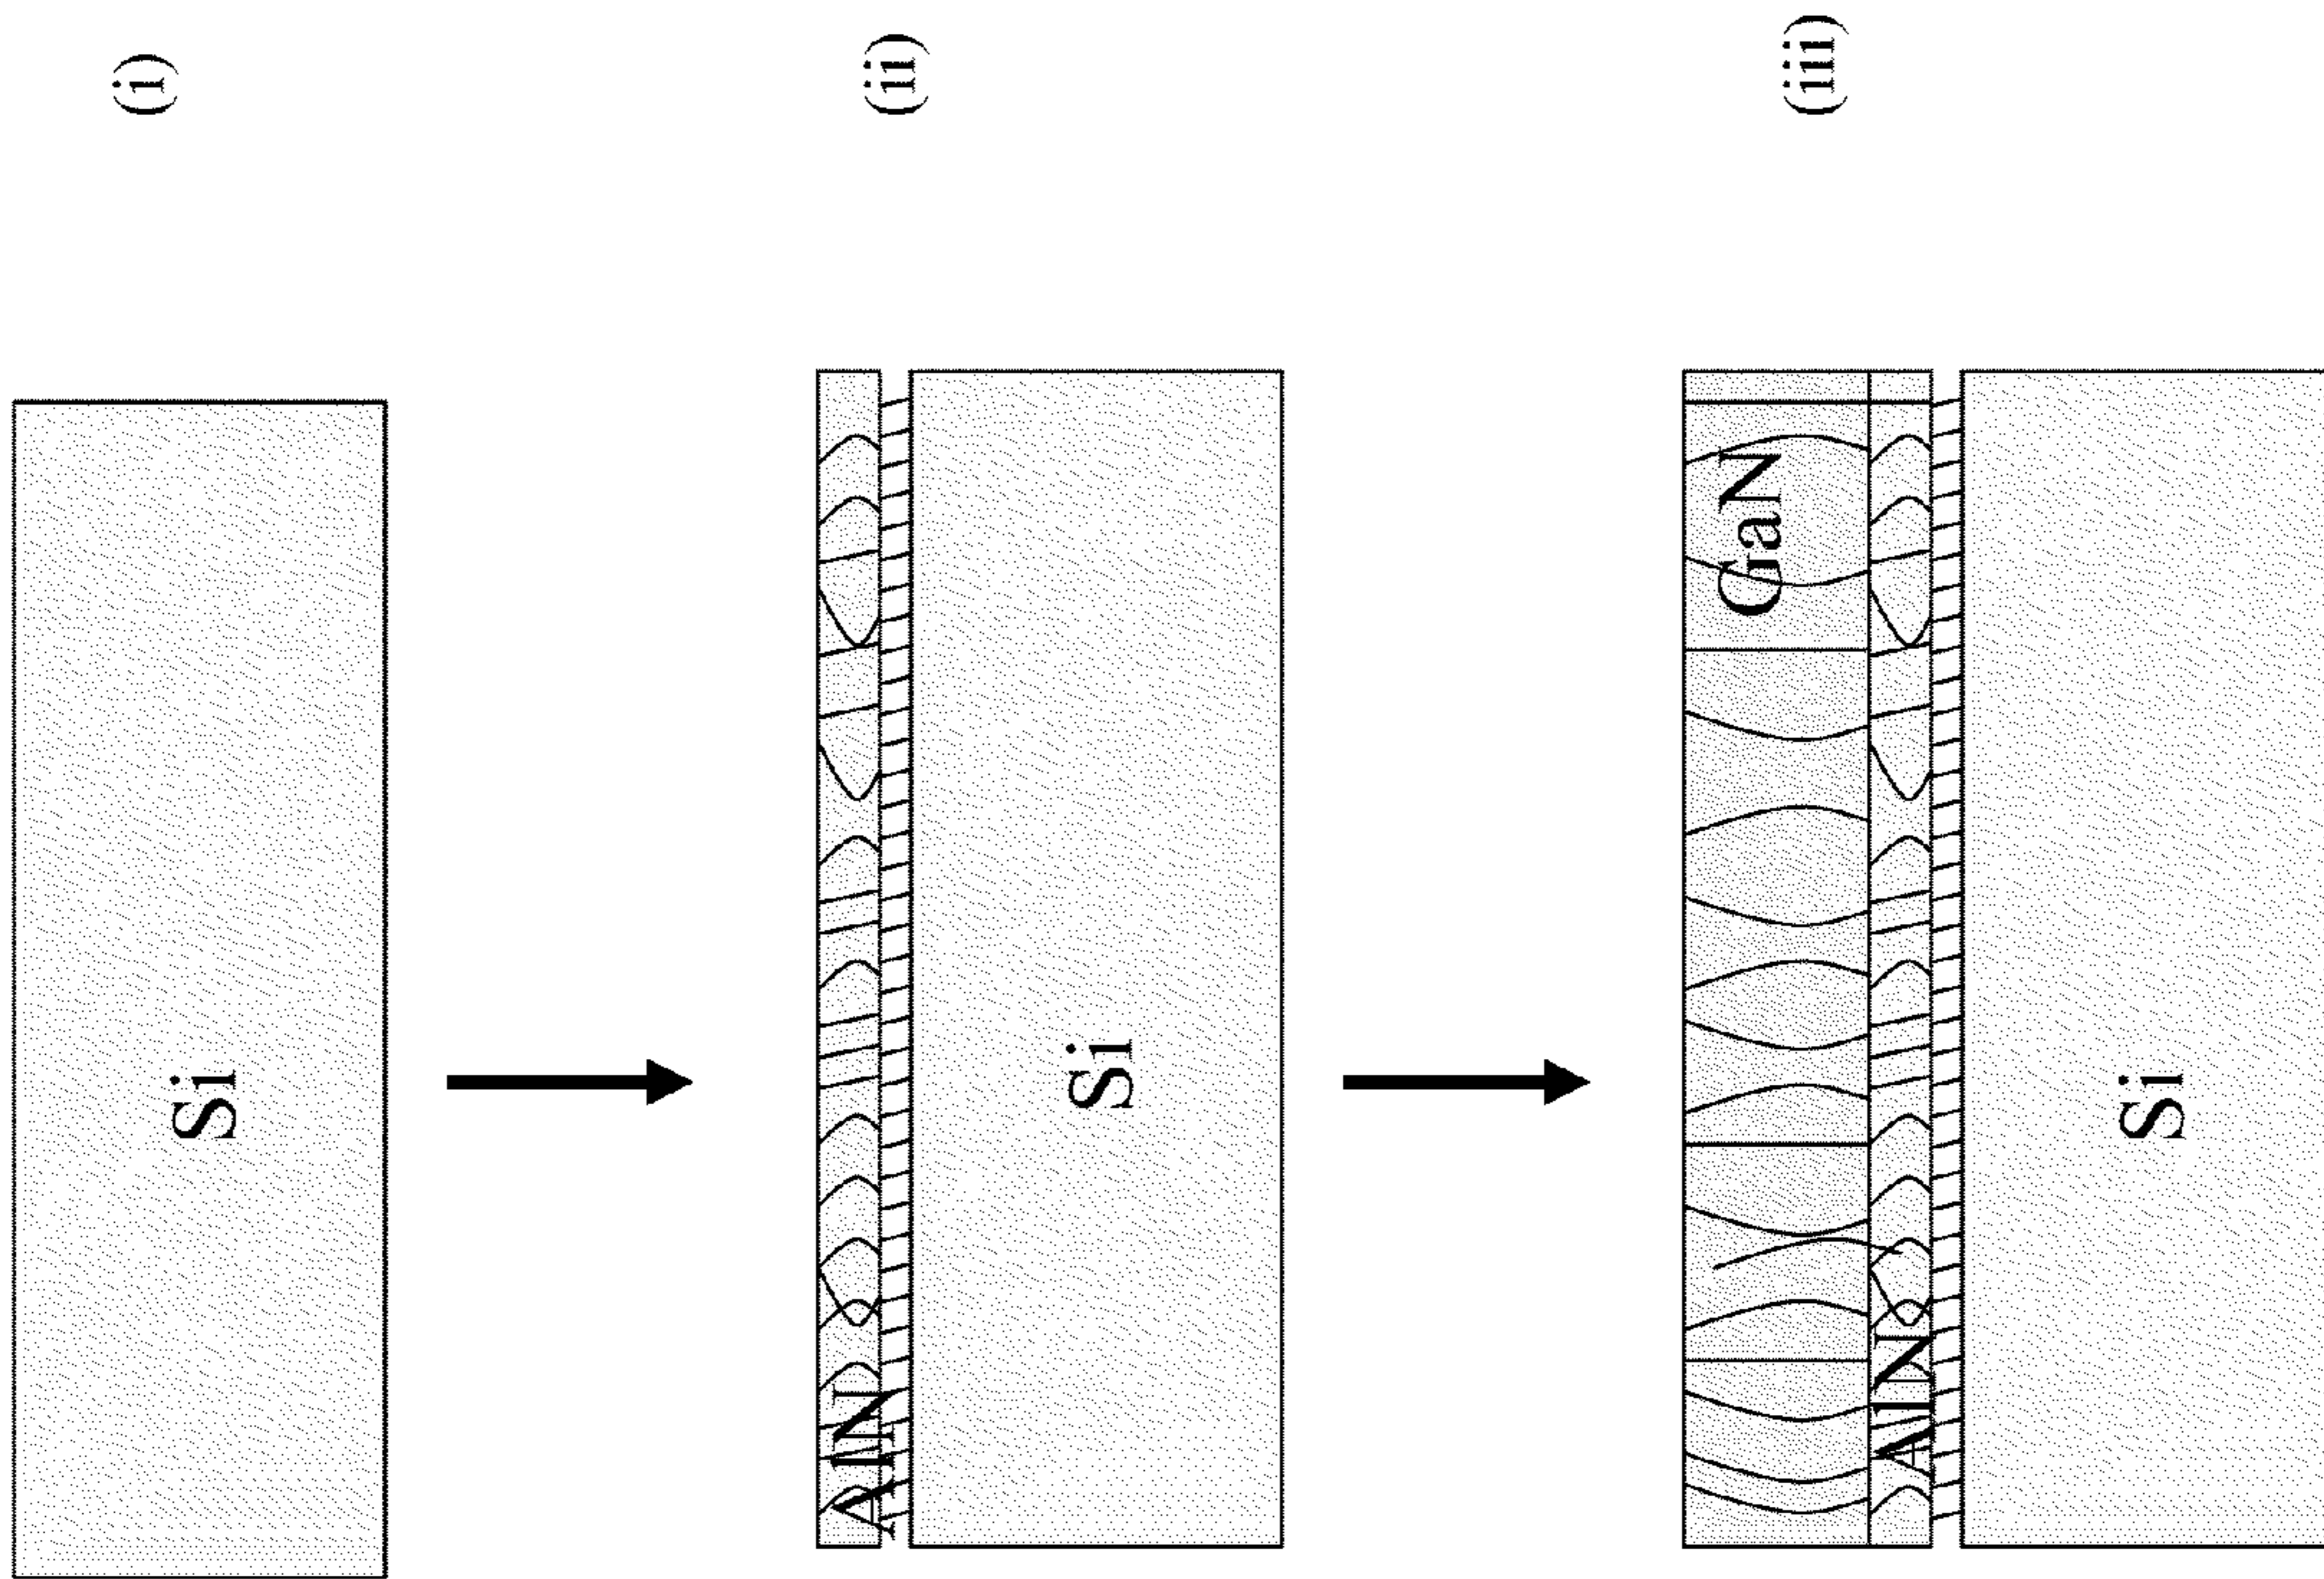 (i)
Si
(ii)
AlN
Si
(iii)
GaN
AlN
Si